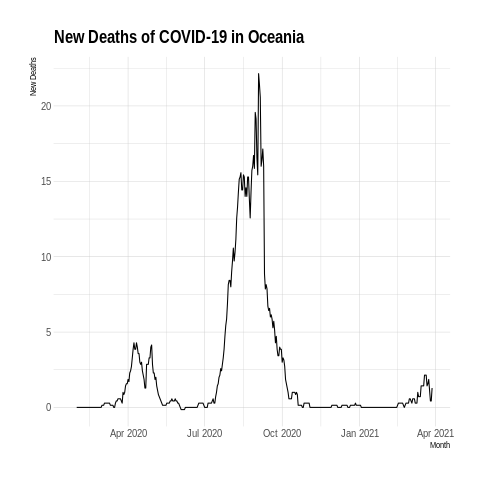 New Deaths of COVID-19 in Oceania
New Deaths
20
15
10
5
0
Apr 2020 Jul 2020 Oct 2020 Jan 2021 Apr 2021
Month